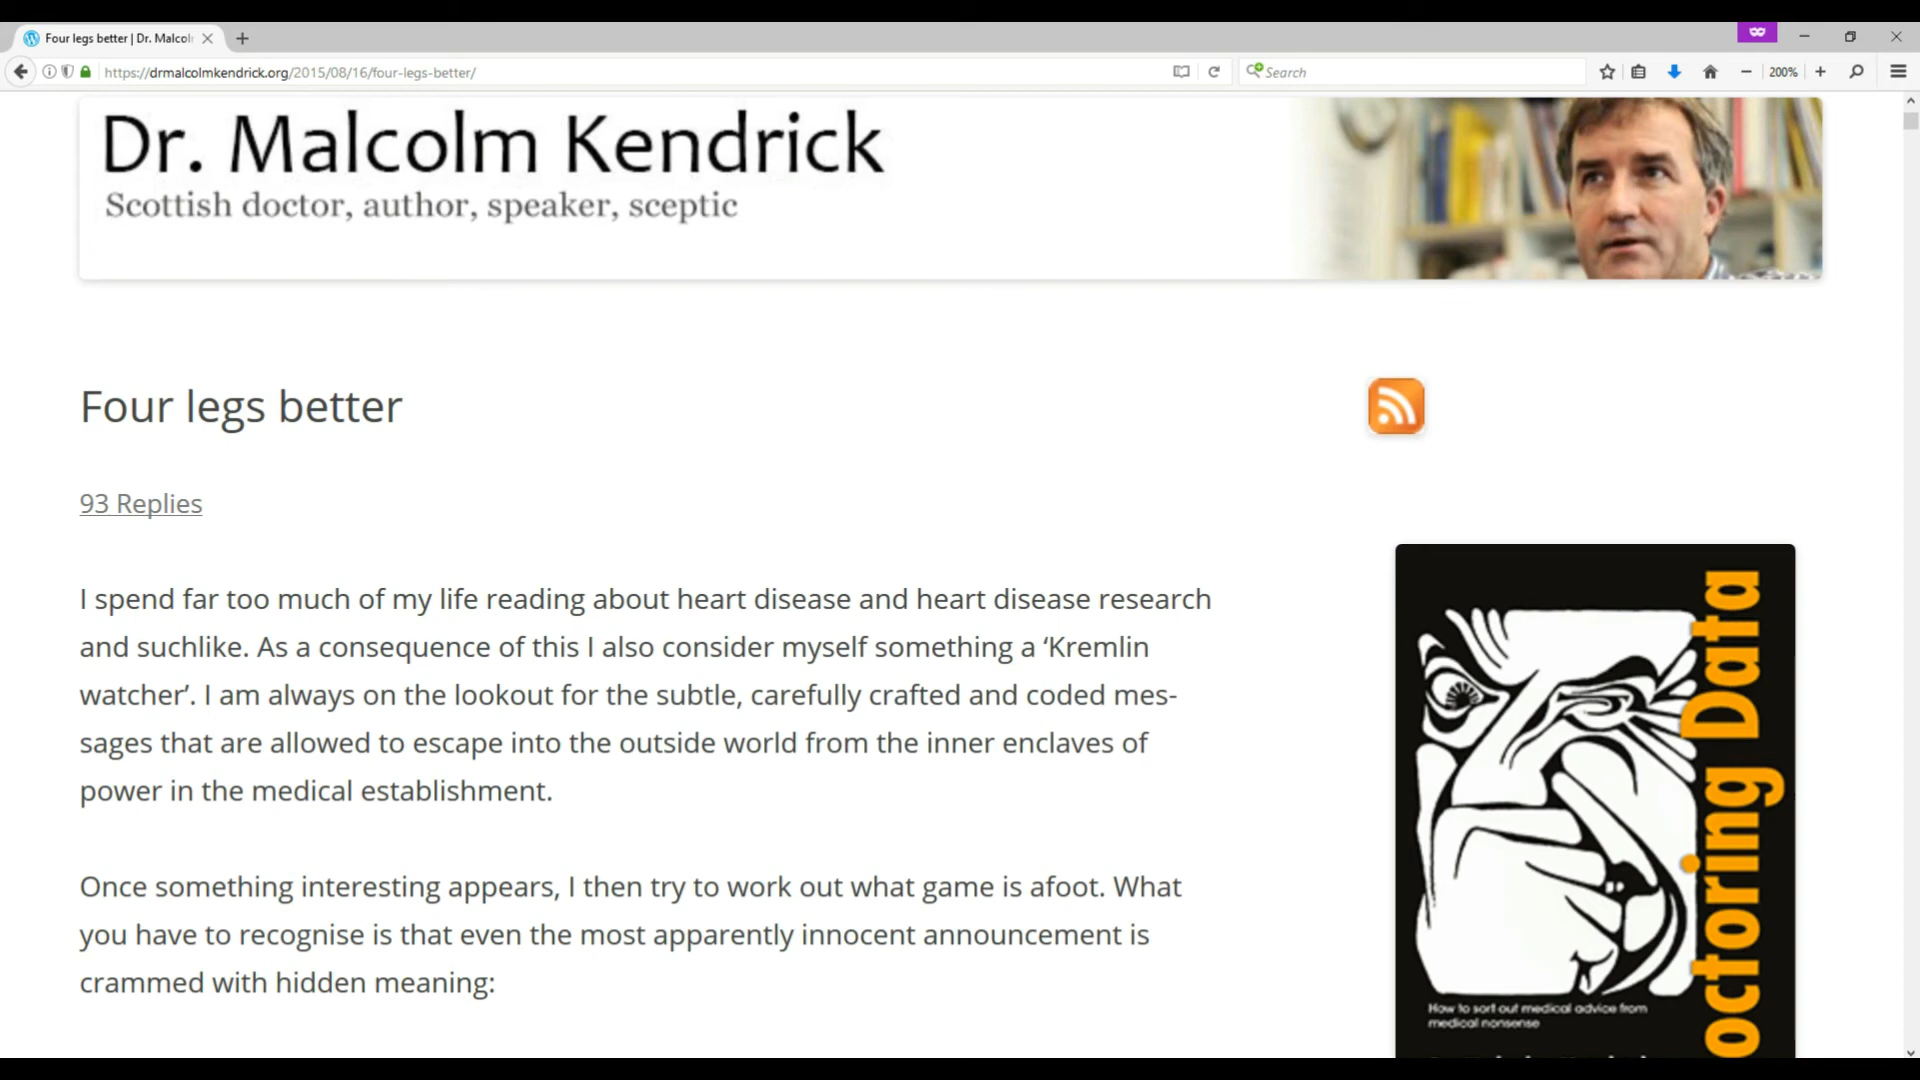 Four legs better | Dr. Malcol
https://drmalcolmkendrick.org/2015/08/16/four-legs-better/
Search
200%
Dr. Malcolm Kendrick
Scottish doctor, author, speaker, sceptic
Four legs better
93 Replies
I spend far too much of my life reading about heart disease and heart disease research
and suchlike. As a consequence of this I also consider myself something a ‘Kremlin
watcher’. I am always on the lookout for the subtle, carefully crafted and coded mes-
sages that are allowed to escape into the outside world from the inner enclaves of
power in the medical establishment.
Once something interesting appears, I then try to work out what game is afoot. What
you have to recognise is that even the most apparently innocent announcement is
crammed with hidden meaning:
octoring Data
How to sort out medical advice from
medical nonsense